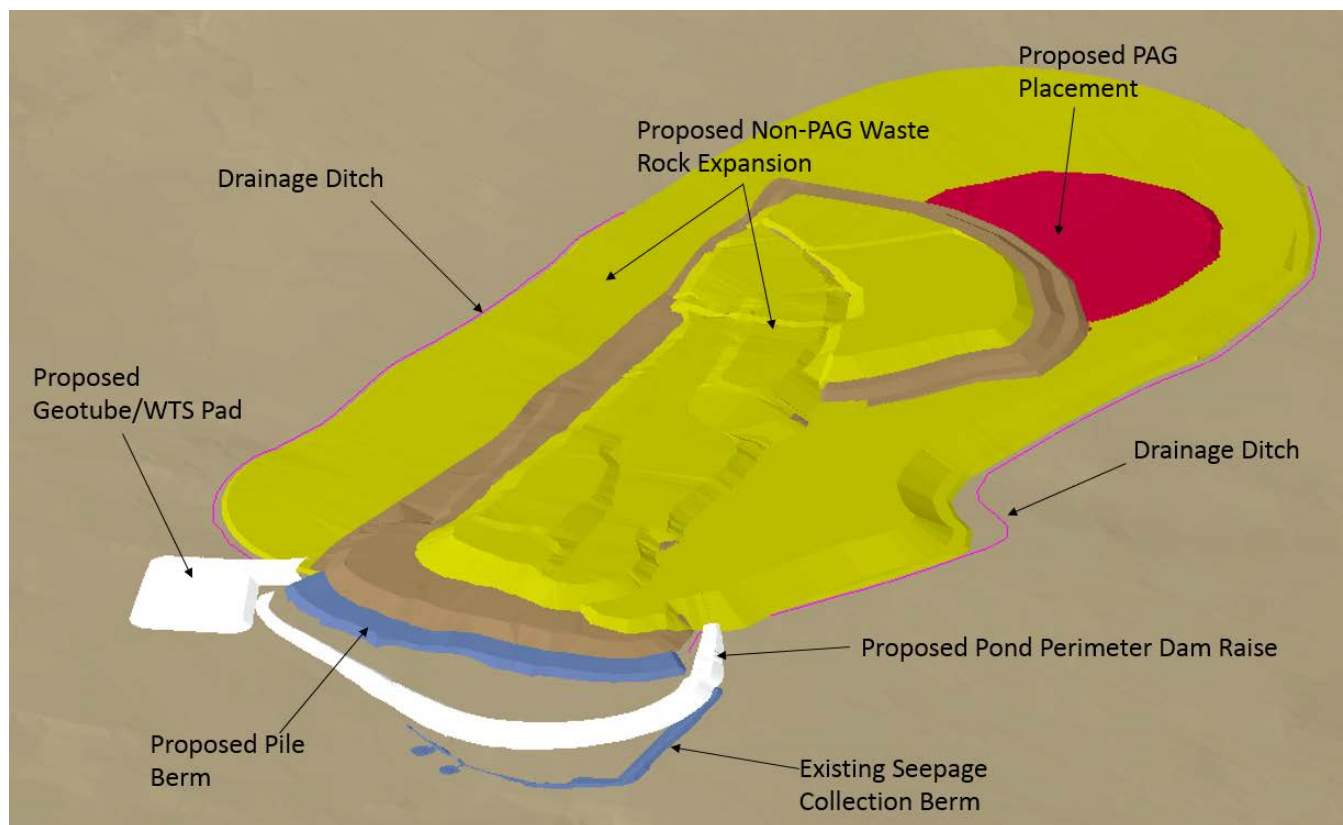 Proposed PAG
Placement
Proposed Non-PAG Waste
Rock Expansion
Drainage Ditch
Proposed
Geotube/WTS Pad
Drainage Ditch
Proposed Pond Perimeter Dam Raise
Proposed Pile
Berm
Existing Seepage
Collection Berm